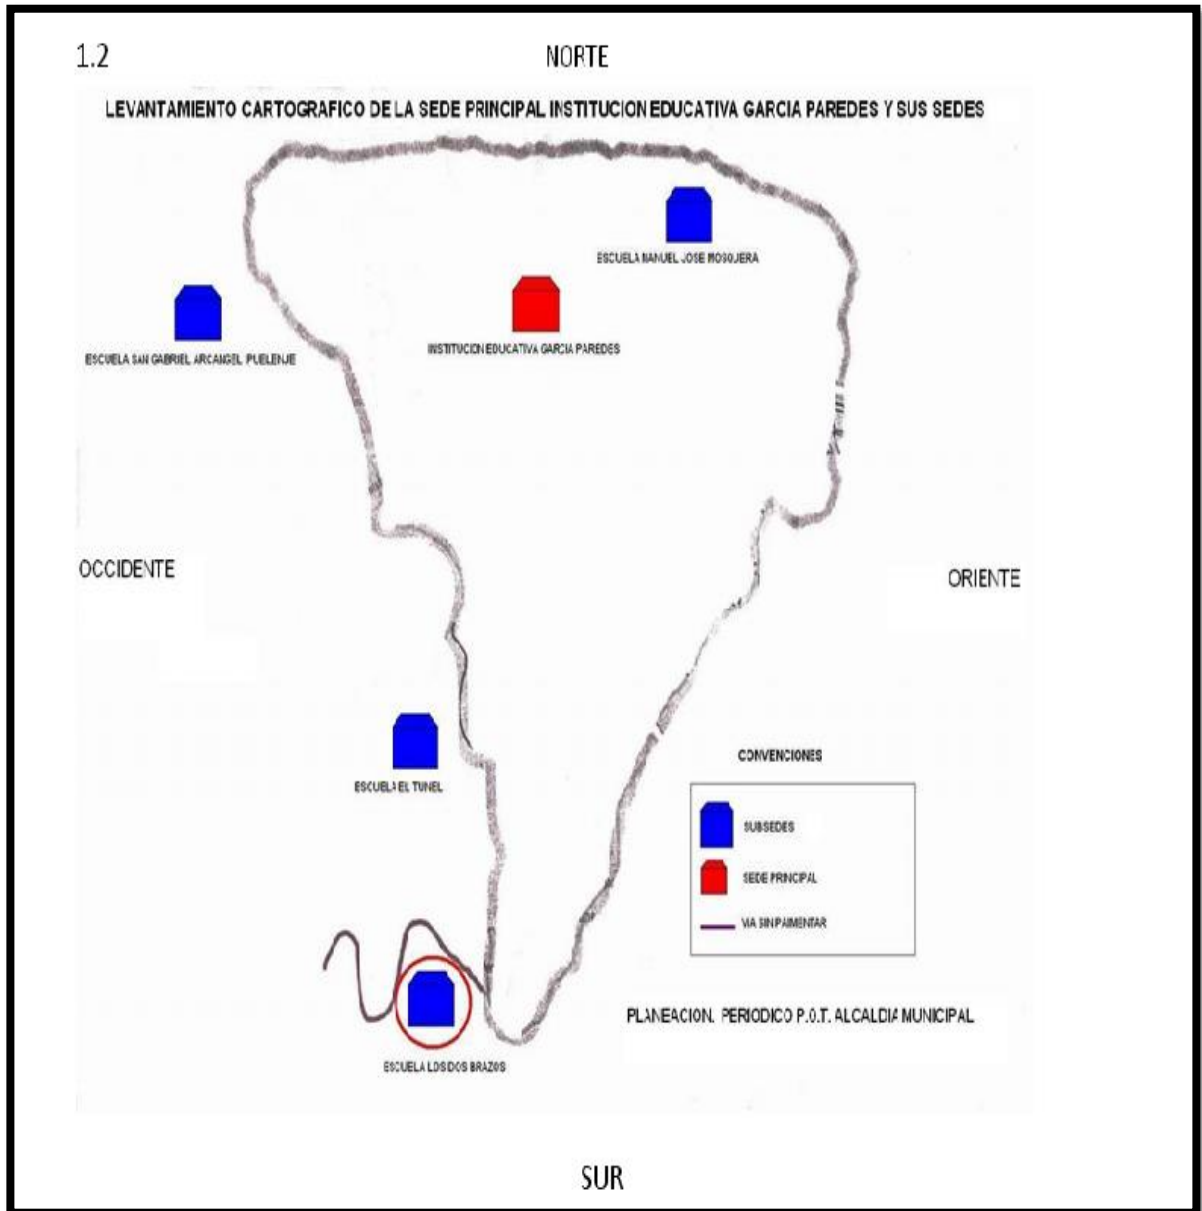 1.2
NORTE
LEVANTAMIENTO CARTOGRAFICO DE LA SEDE PRINCIPAL INSTITUCION EDUCATIVA GARCIA PAREDES Y SUS SEDES
ESCUELA MANUEL JOSE MOSQUERA
INSTITUCION EDUCATIVA GARCIA PAREDES
ESCUELA SAN GABRIEL ARCANGEL PUELENJE
OCCIDENTE
ORIENTE
ESCUELA EL TUNEL
CONVENCIONES
SUBSEDES
SEDE PRINCIPAL
VIA SIN PAIMENTAR
PLANEACION. PERIODICO P.O.T. ALCALDIA MUNICIPAL
ESCUELA LOS DOS BRAZOS
SUR